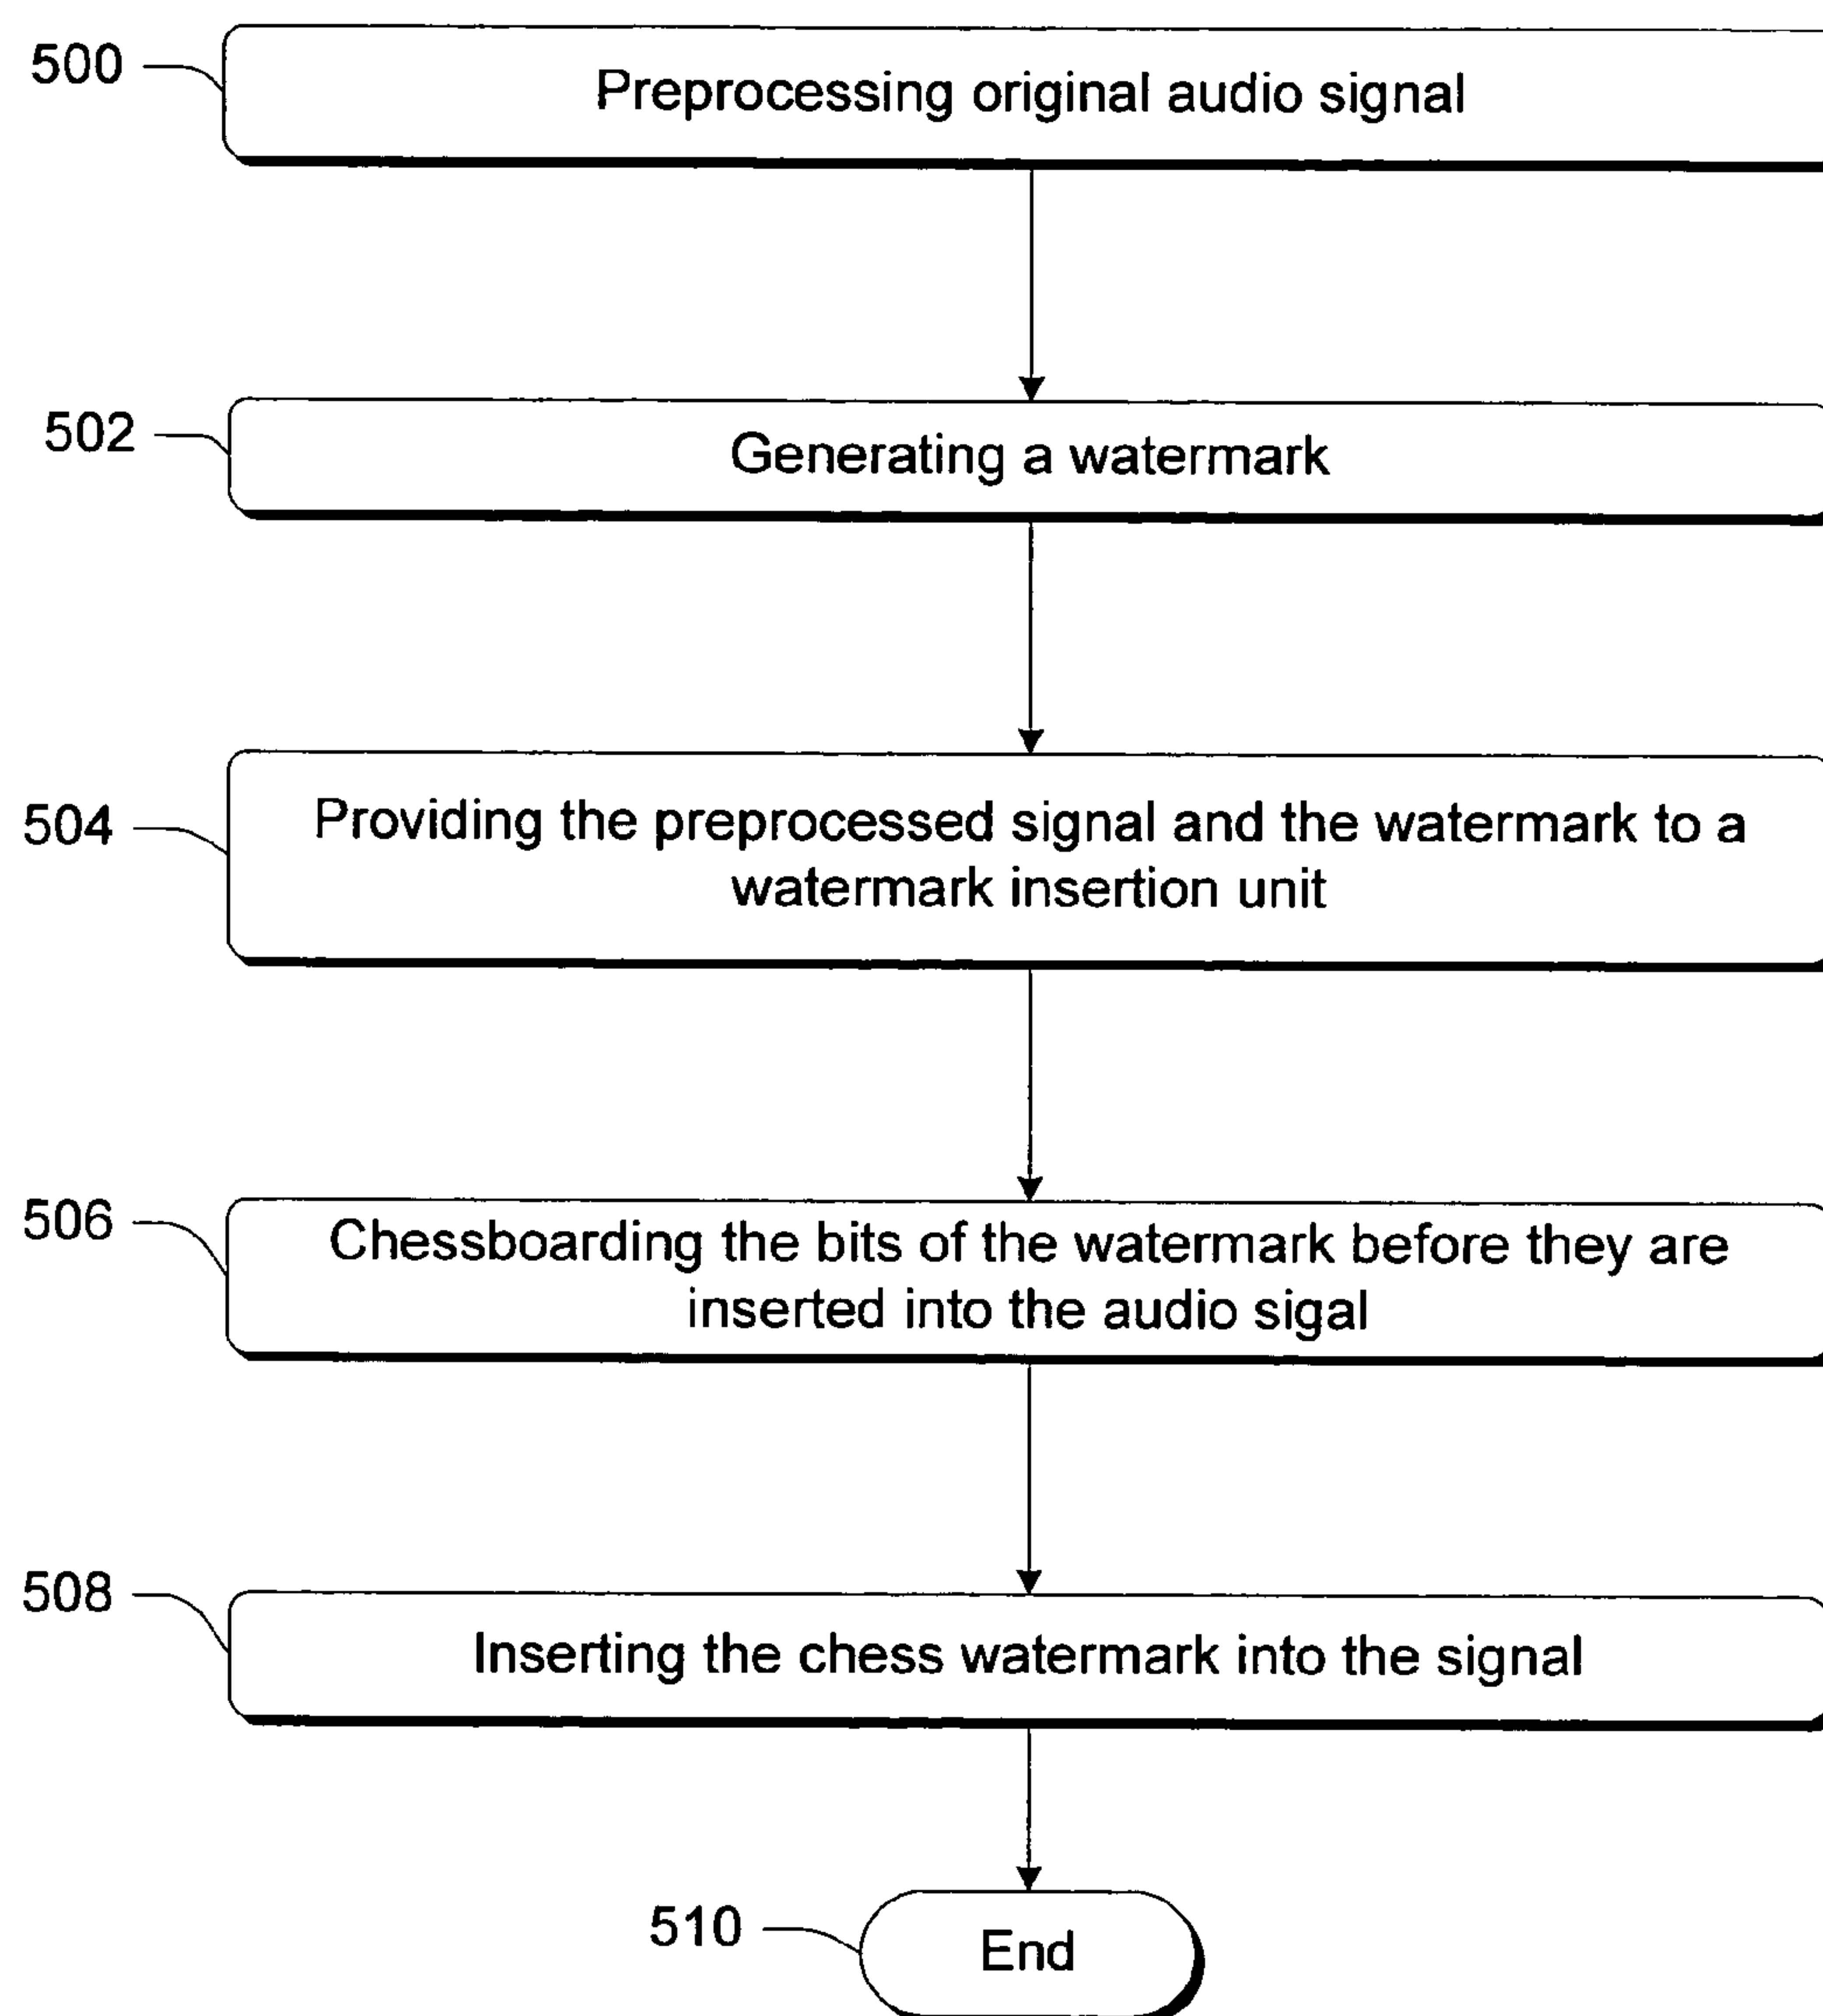 500
Preprocessing original audio signal
502
Generating a watermark
504
Providing the preprocessed signal and the watermark to a
watermark insertion unit
506
Chessboarding the bits of the watermark before they are
inserted into the audio sigal
508
Inserting the chess watermark into the signal
510
End